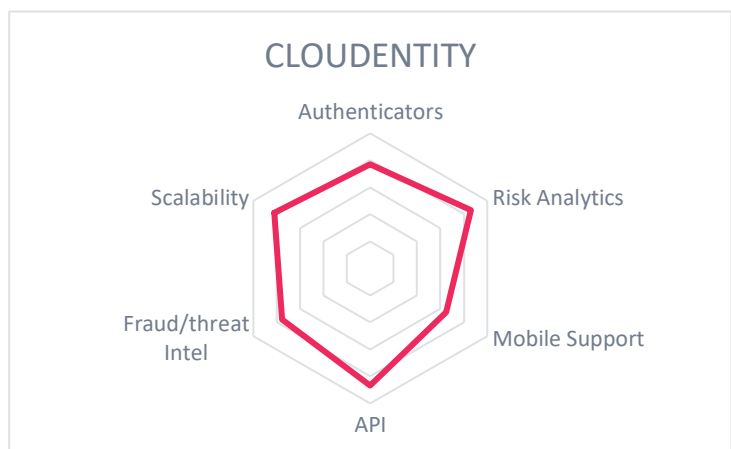 CLOUDENTITY
Authenticators
Scalability
Risk Analytics
Fraud/threat
Intel
Mobile Support
API